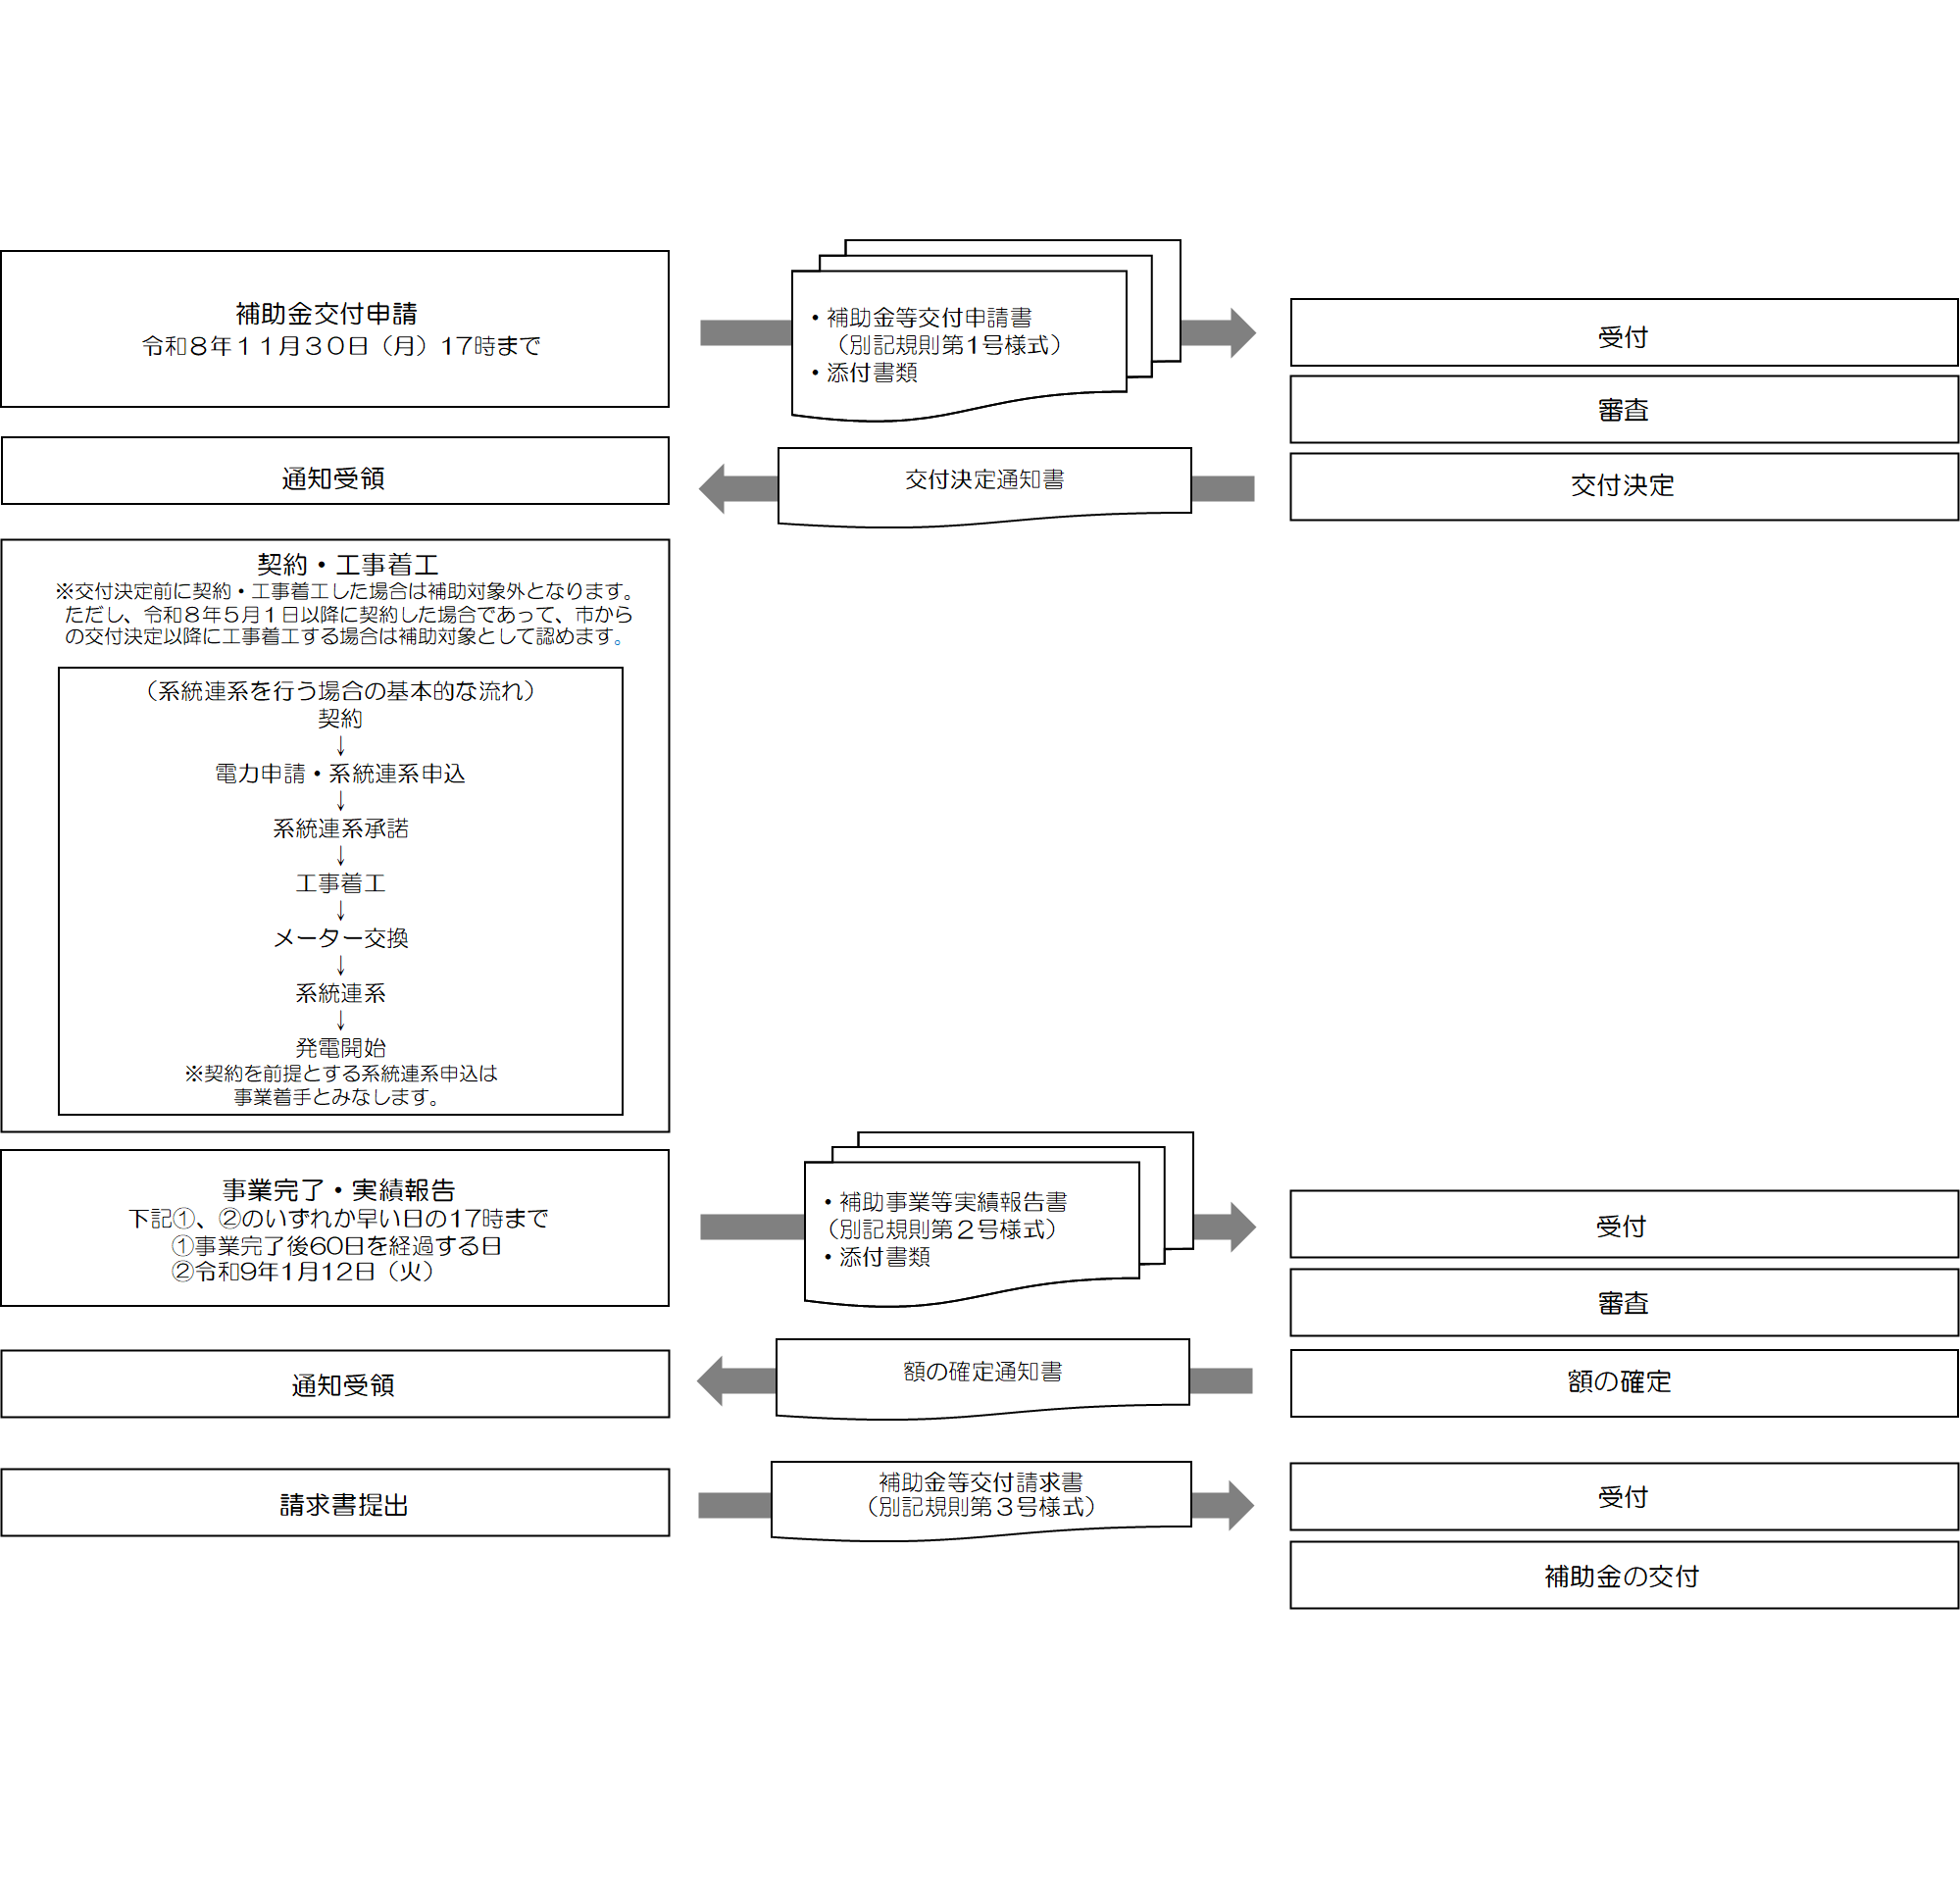 補助金交付申請
令和８年１１月３０日（月）17時まで
・補助金等交付申請書
（別記規則第1号様式）
・添付書類
受付
審査
通知受領
交付決定通知書
交付決定
契約・工事着工
※交付決定前に契約・工事着工した場合は補助対象外となります。
ただし、令和８年５月１日以降に契約した場合であって、市から
の交付決定以降に工事着工する場合は補助対象として認めます。
（系統連系を行う場合の基本的な流れ）
契約
↓
電力申請・系統連系申込
↓
系統連系承諾
↓
工事着工
↓
メーター交換
↓
系統連系
↓
発電開始
※契約を前提とする系統連系申込は
事業着手とみなします。
事業完了・実績報告
下記①、②のいずれか早い日の17時まで
①事業完了後60日を経過する日
②令和9年1月12日（火）
・補助事業等実績報告書
（別記規則第２号様式）
・添付書類
受付
審査
通知受領
額の確定通知書
額の確定
請求書提出
補助金等交付請求書
（別記規則第３号様式）
受付
補助金の交付